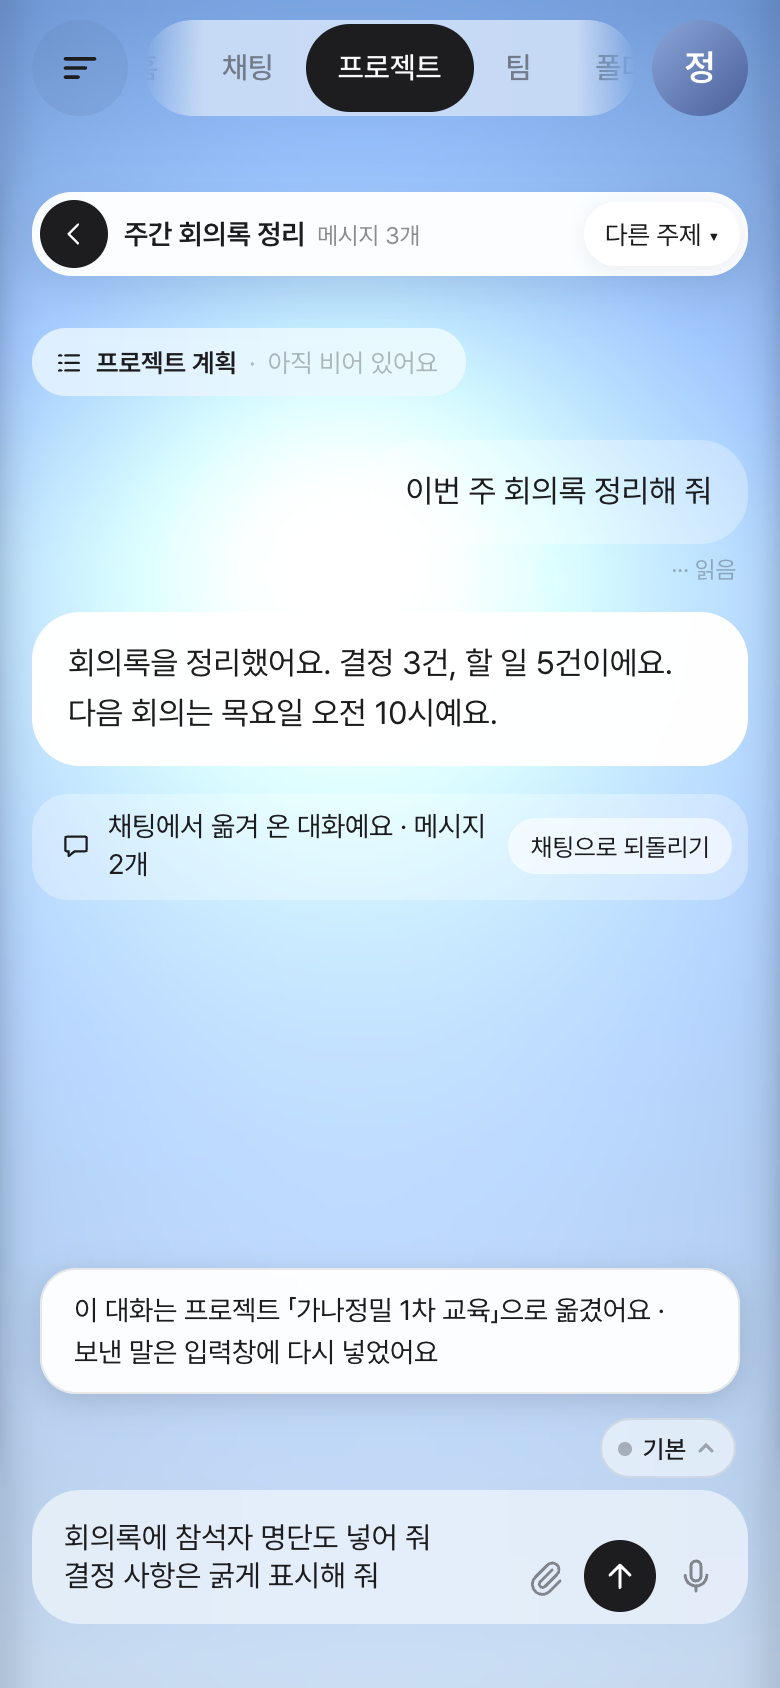 채팅
프로젝트
팀
정
주간 회의록 정리 메시지 3개
다른 주제 ▾
프로젝트 계획 · 아직 비어 있어요
이번 주 회의록 정리해 줘
··· 읽음
회의록을 정리했어요. 결정 3건, 할 일 5건이에요.
다음 회의는 목요일 오전 10시예요.
채팅에서 옮겨 온 대화예요 · 메시지
2개
채팅으로 되돌리기
이 대화는 프로젝트 「가나정밀 1차 교육」으로 옮겼어요 ·
보낸 말은 입력창에 다시 넣었어요
기본
회의록에 참석자 명단도 넣어 줘
결정 사항은 굵게 표시해 줘